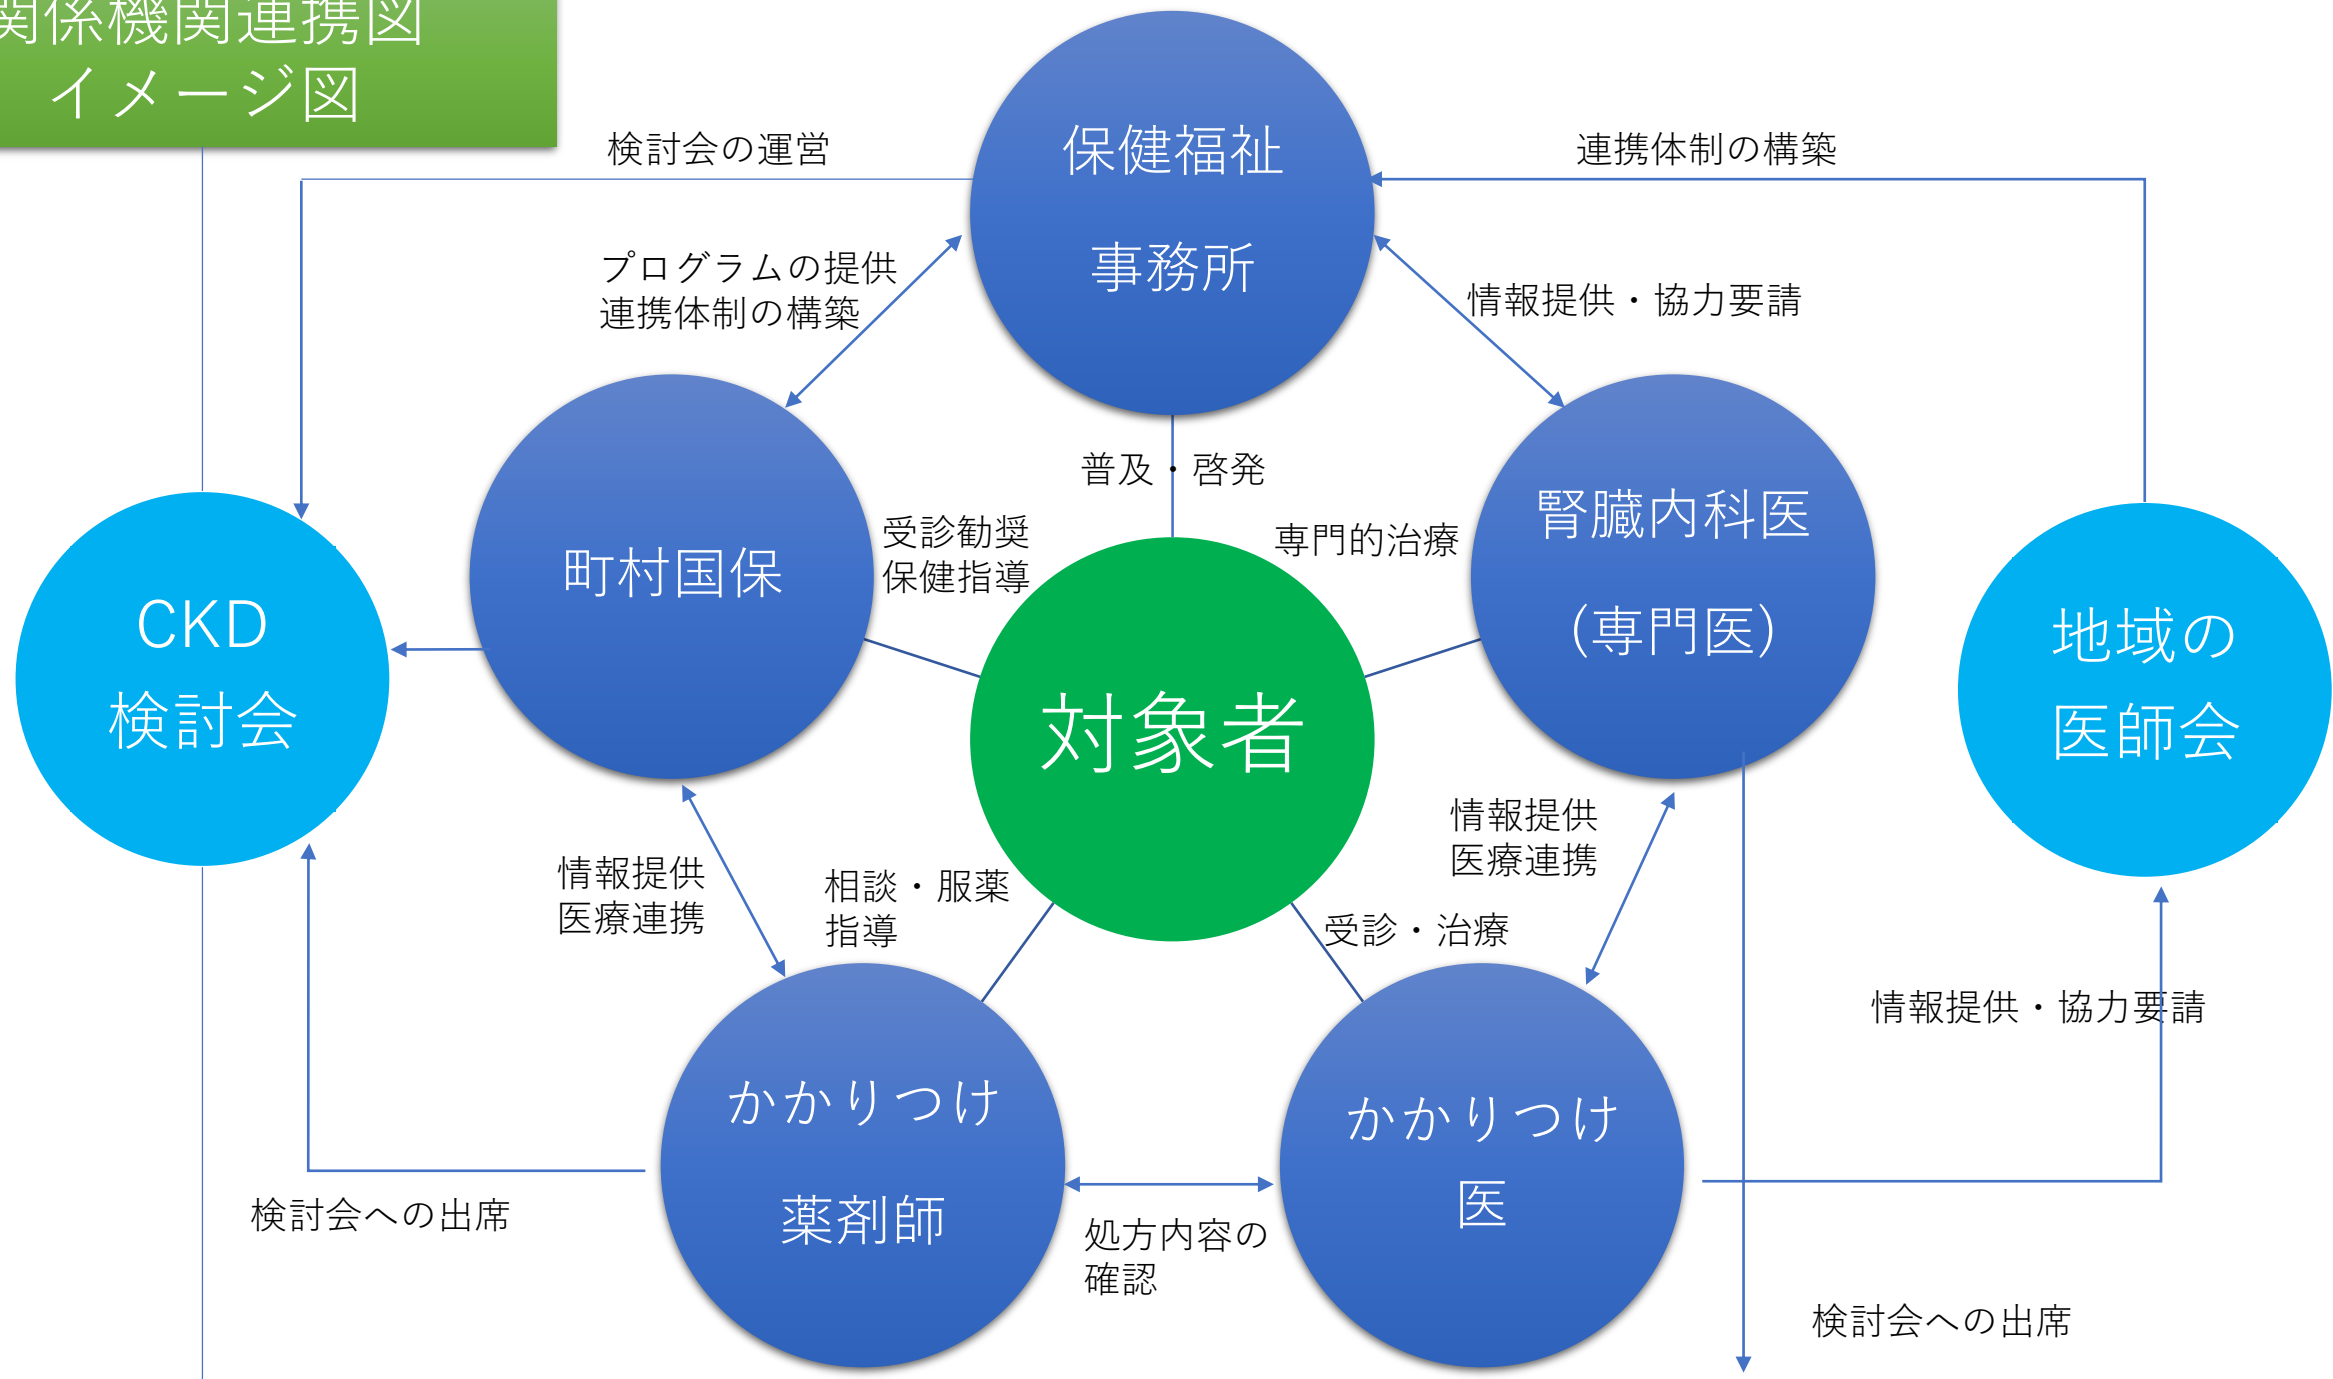 関係機関連携図
イメージ図
検討会の運営
保健福祉
事務所
連携体制の構築
プログラムの提供
連携体制の構築
情報提供・協力要請
普及・啓発
受診勧奨
保健指導
専門的治療
町村国保
腎臓内科医
（専門医）
CKD
検討会
対象者
地域の
医師会
情報提供
医療連携
相談・服薬
指導
情報提供
医療連携
受診・治療
情報提供・協力要請
かかりつけ
薬剤師
かかりつけ
医
検討会への出席
処方内容の
確認
検討会への出席